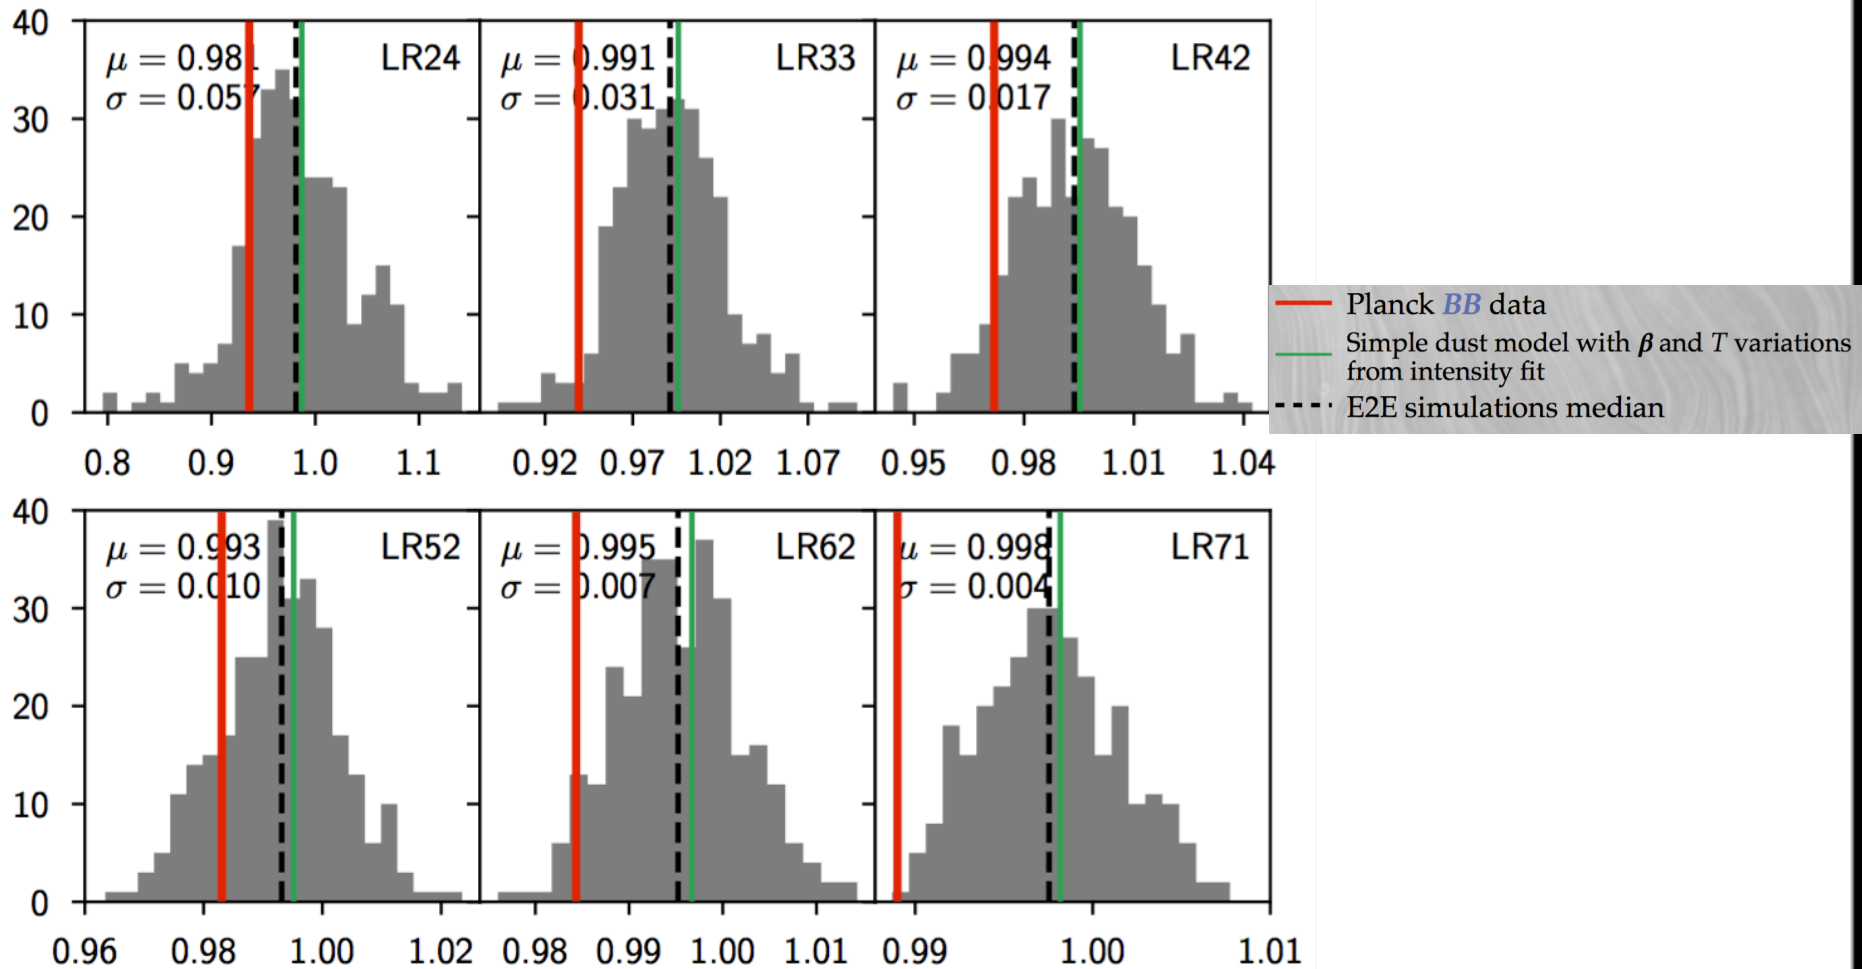 40
30
20
10
0
μ = 0.981
σ = 0.057
LR24
μ = 0.991
σ = 0.031
LR33
μ = 0.994
σ = 0.017
LR42
0.8 0.9 1.0 1.1
0.92 0.97 1.02 1.07
0.95 0.98 1.01 1.04
Planck BB data
Simple dust model with β and T variations
from intensity fit
E2E simulations median
40
30
20
10
0
μ = 0.993
σ = 0.010
LR52
μ = 0.995
σ = 0.007
LR62
μ = 0.998
σ = 0.004
LR71
0.96 0.98 1.00 1.02
0.98 0.99 1.00 1.01
0.99 1.00 1.01